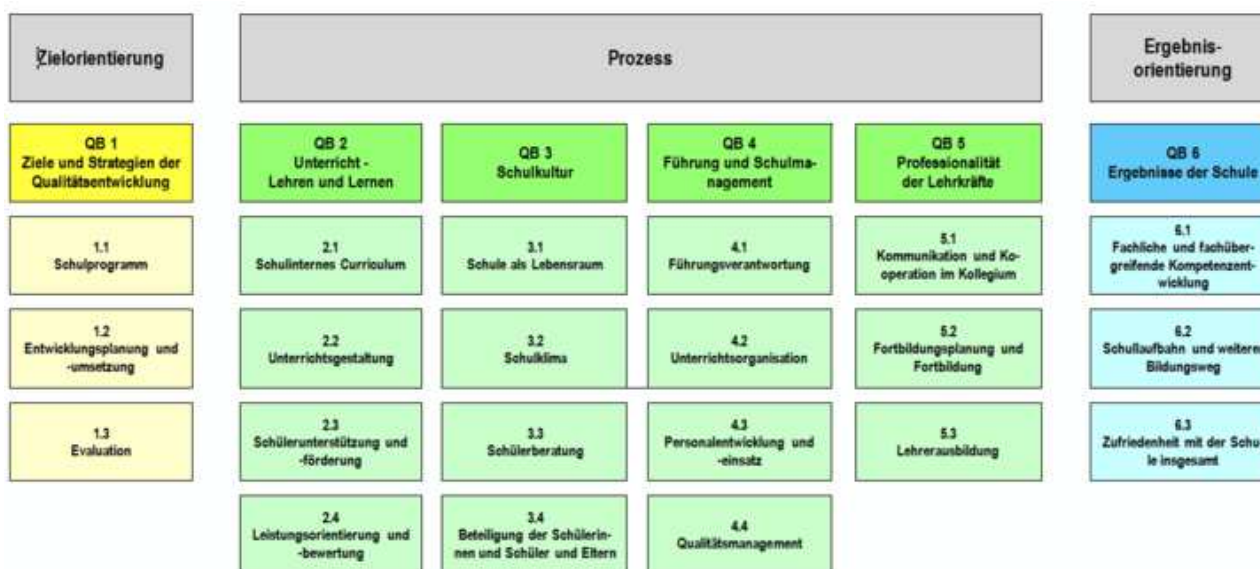 Zielorientierung
Prozess
Ergebnis-
orientierung
QB 1
Ziele und Strategien der
Qualitätsentwicklung
QB 2
Unterricht -
Lehren und Lernen
QB 3
Schulkultur
QB 4
Führung und Schulma-
nagement
QB 5
Professionalität
der Lehrkräfte
QB 6
Ergebnisse der Schule
1.1
Schulprogramm
2.1
Schulinternes Curriculum
3.1
Schule als Lebensraum
4.1
Führungsverantwortung
5.1
Kommunikation und Ko-
operation im Kollegium
6.1
Fachliche und fachüber-
greifende Kompetenzent-
wicklung
1.2
Entwicklungsplanung und
-umsetzung
2.2
Unterrichtsgestaltung
3.2
Schulklima
4.2
Unterrichtsorganisation
5.2
Fortbildungsplanung und
Fortbildung
6.2
Schullaufbahn und weiterer
Bildungsweg
1.3
Evaluation
2.3
Schülerunterstützung und
-förderung
3.3
Schülerberatung
4.3
Personalentwicklung und
-einsatz
5.3
Lehrerausbildung
6.3
Zufriedenheit mit der Schu-
le insgesamt
2.4
Leistungsorientierung und
-bewertung
3.4
Beteiligung der Schülerin-
nen und Schüler und Eltern
4.4
Qualitätsmanagement